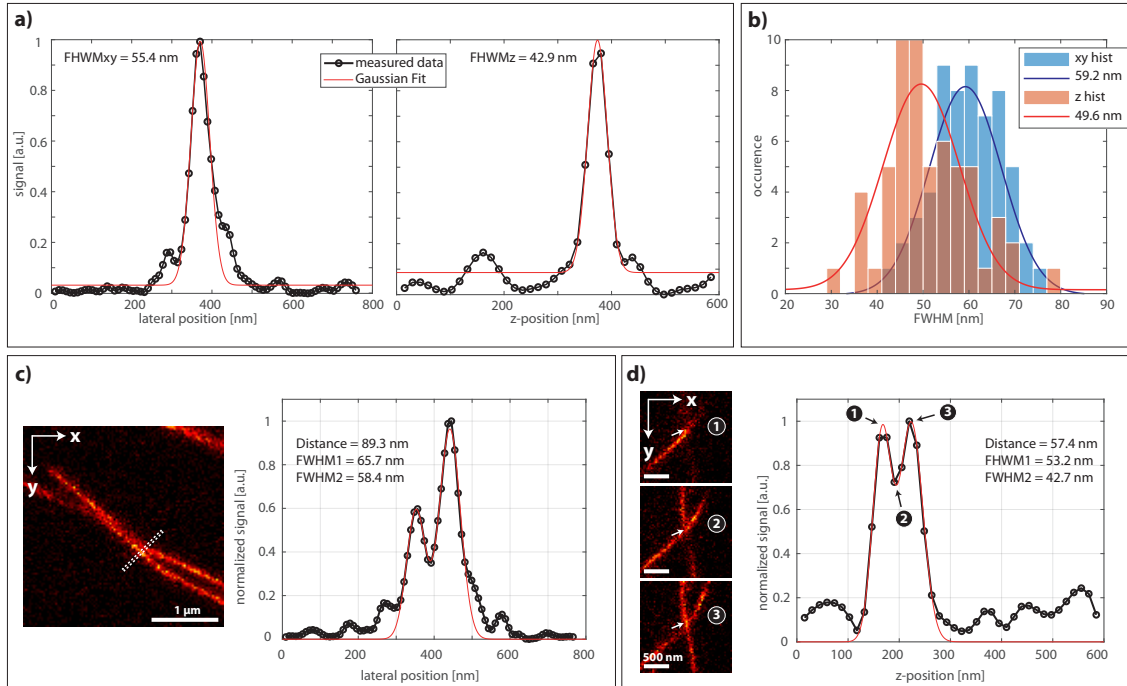 a)
FHWMxy = 55.4 nm
measured data
Gaussian Fit
signal [a.u.]
1
0.8
0.6
0.4
0.2
0
0
200
400
600
800
lateral position [nm]
FHWMz = 42.9 nm
0
100
200
300
400
500
600
z-position [nm]
b)
xy hist
59.2 nm
z hist
49.6 nm
occurence
10
8
6
4
2
0
20
30
40
50
60
70
80
90
FWHM [nm]
c)
x
y
1 μm
Distance = 89.3 nm
FWHM1 = 65.7 nm
FWHM2 = 58.4 nm
normalized signal [a.u.]
1
0.8
0.6
0.4
0.2
0
0
200
400
600
800
lateral position [nm]
d)
x
y
1
2
3
500 nm
1
2
3
Distance = 57.4 nm
FHWM1 = 53.2 nm
FWHM2 = 42.7 nm
normalized signal [a.u.]
1.0
0.8
0.6
0.4
0.2
0
0
100
200
300
400
500
600
z-position [nm]